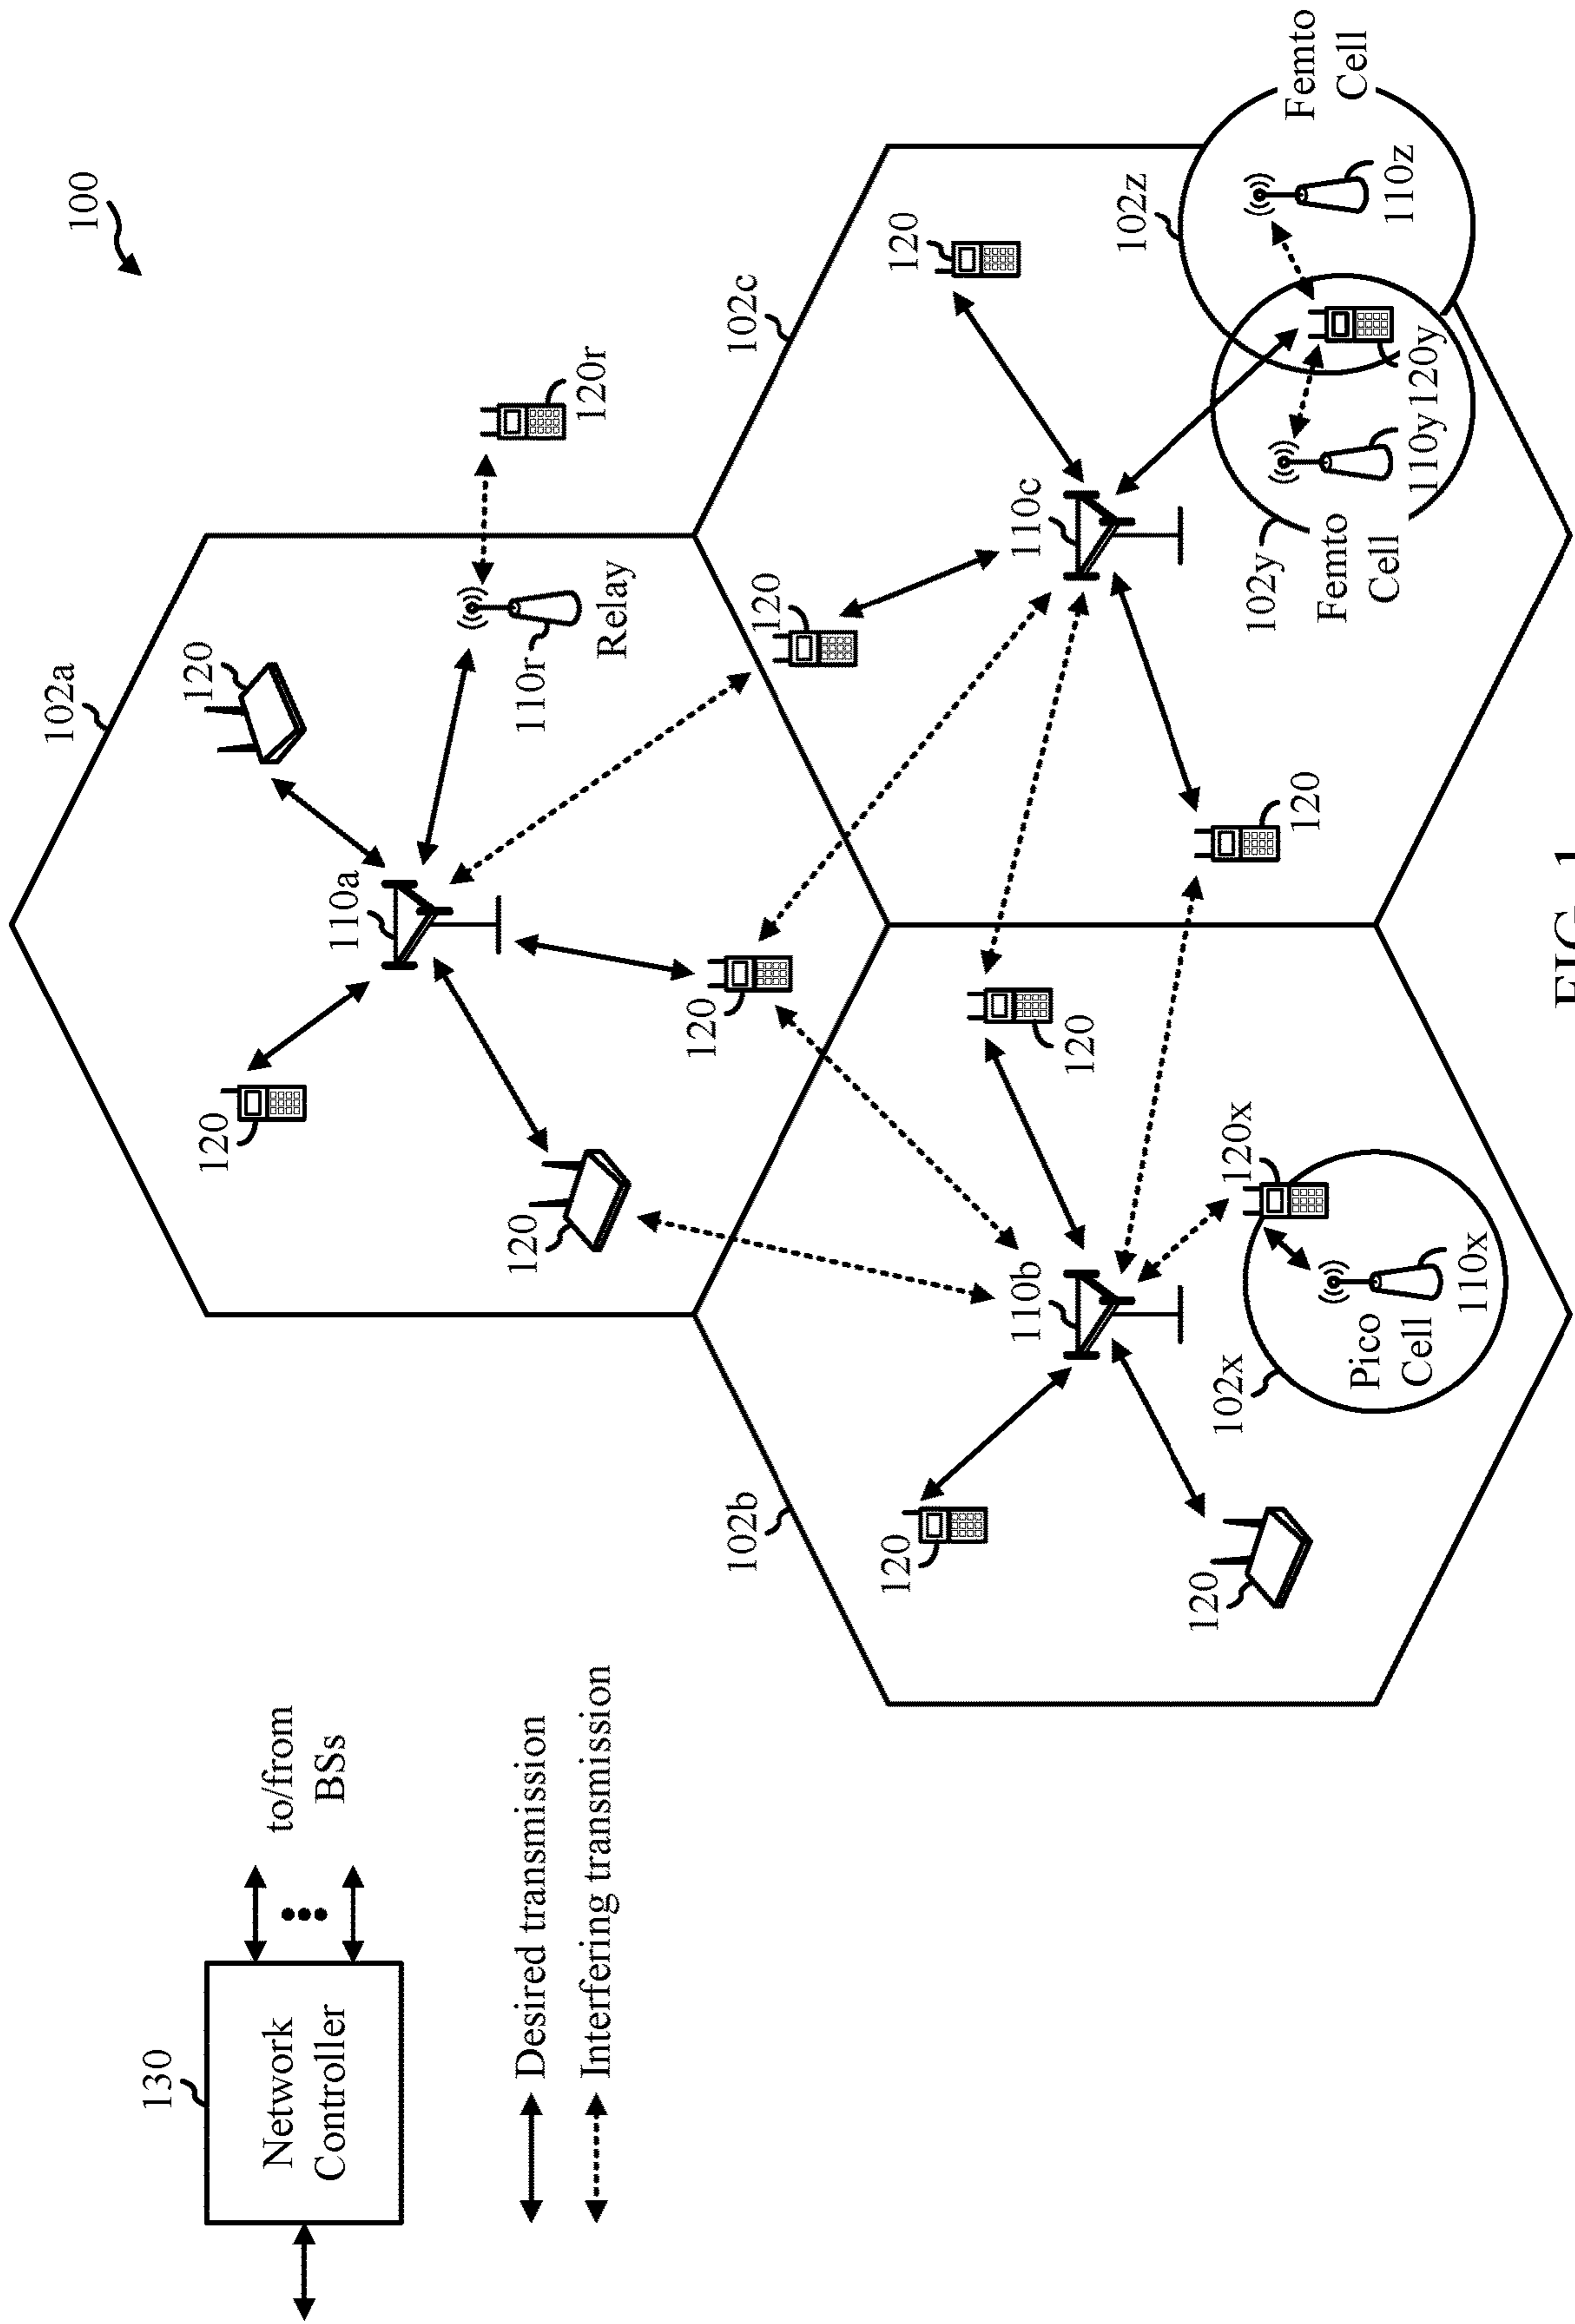 100
130
Network
Controller
to/from
BSs
Desired transmission
Interfering transmission
102a
120
120
110a
120
110r
Relay
120r
120
120
102b
110b
120
120
120
102x
Pico
Cell
110x
120x
102c
120
120
110c
120
102y
Femto
Cell
110y
120y
102z
110z
Femto
Cell